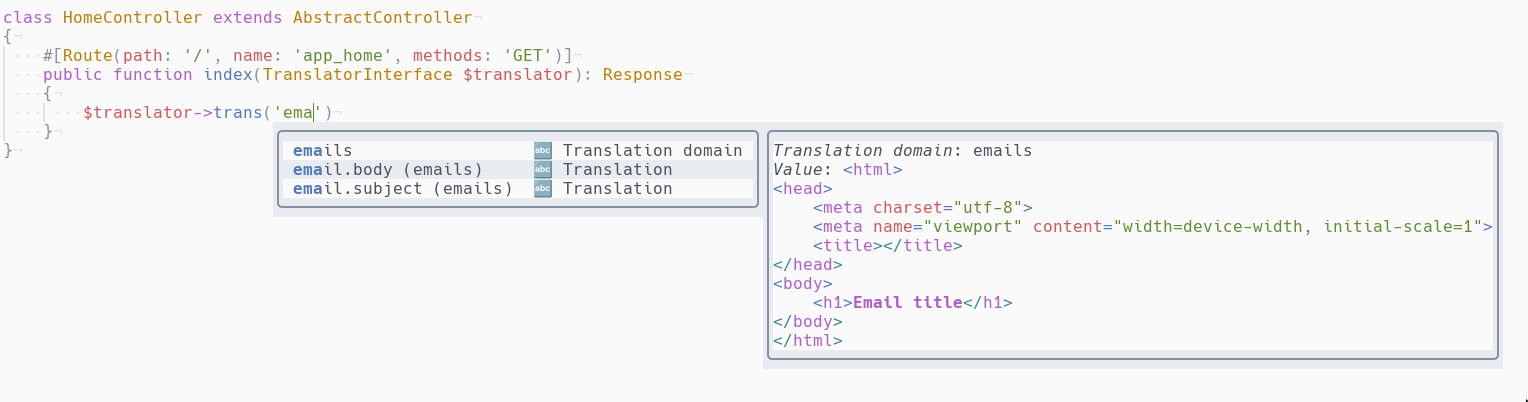 class HomeController extends AbstractController¬
{¬
····#[Route(path: '/', name: 'app_home', methods: 'GET')]¬
····public function index(TranslatorInterface $translator): Response¬
····{¬
········$translator->trans('ema')¬
····}¬
}¬
emails 🔤 Translation domain
email.body (emails) 🔤 Translation
email.subject (emails) 🔤 Translation
Translation domain: emails
Value: <html>
<head>
    <meta charset="utf-8">
    <meta name="viewport" content="width=device-width, initial-scale=1">
    <title></title>
</head>
<body>
    <h1>Email title</h1>
</body>
</html>